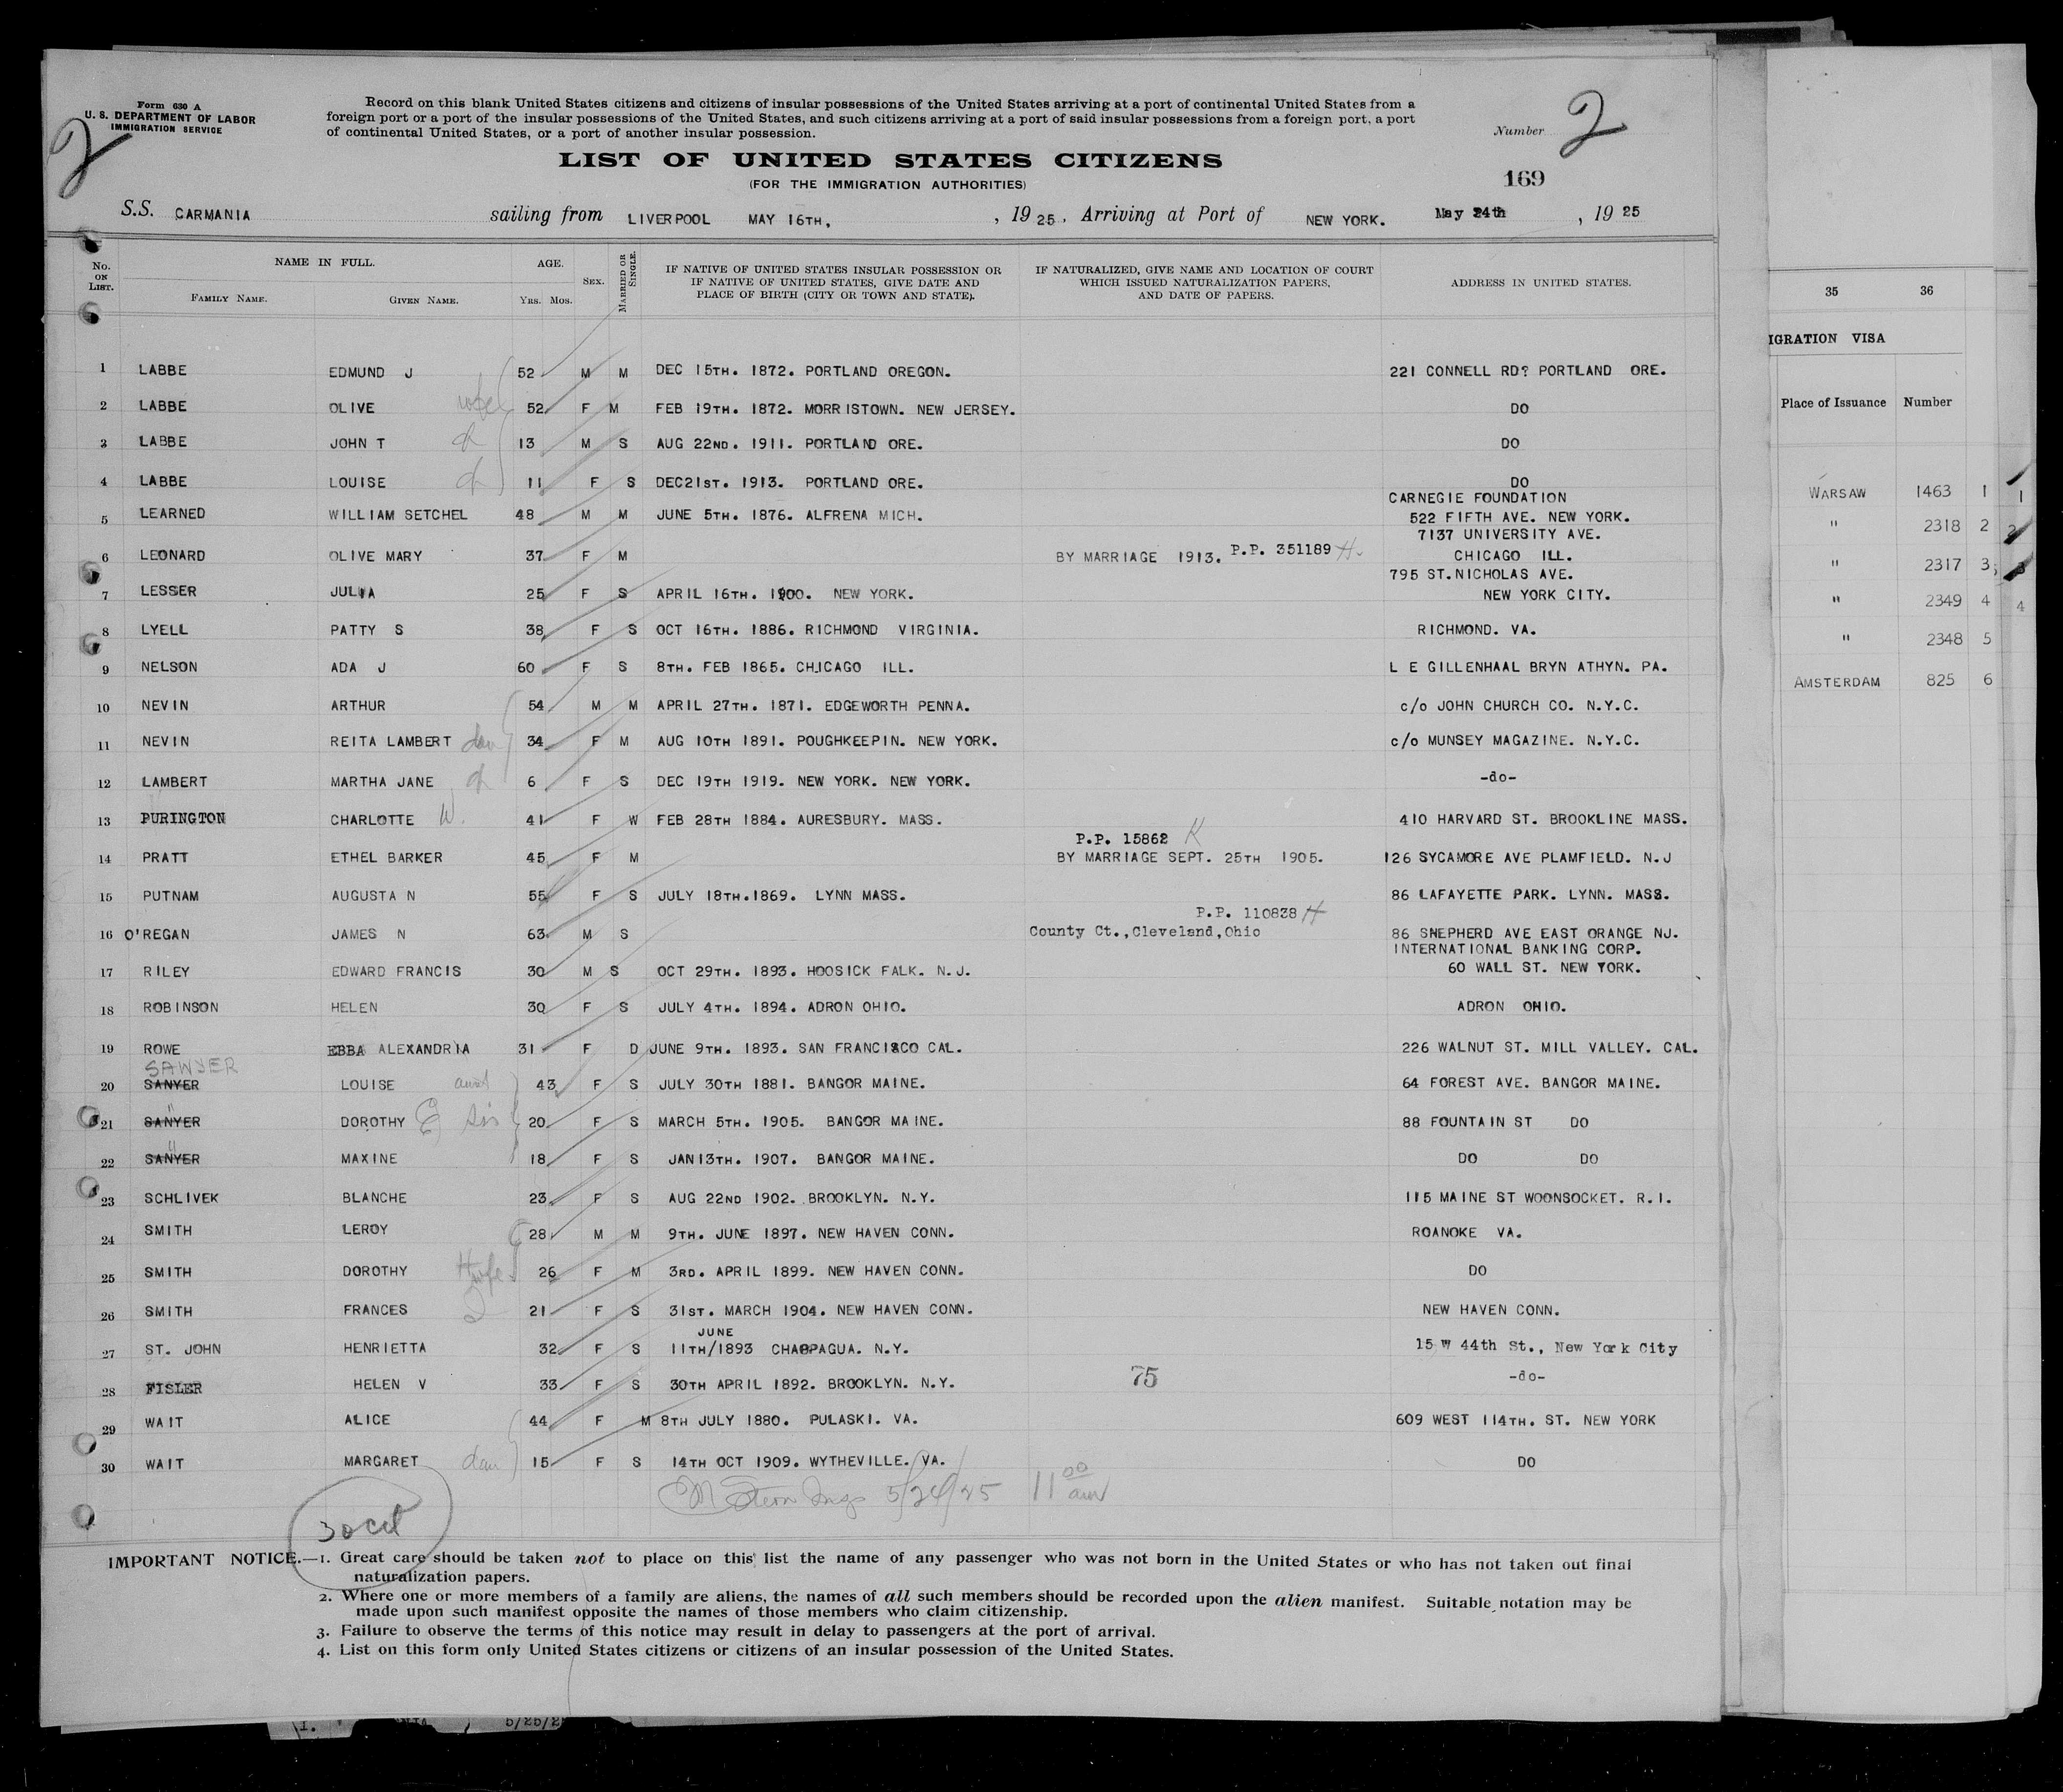 Form 630 A
U. S. DEPARTMENT OF LABOR
IMMIGRATION SERVICE
2
Record on this blank United States citizens and citizens of insular possessions of the United States arriving at a port of continental United States from a
foreign port or a port of the insular possessions of the United States, and such citizens arriving at a port of said insular possessions from a foreign port, a port
of continental United States, or a port of another insular possession.
Number 2
LIST OF UNITED STATES CITIZENS
(FOR THE IMMIGRATION AUTHORITIES)
169
S.S. CARMANIA sailing from LIVERPOOL MAY 16TH, , 19 25, Arriving at Port of NEW YORK. May 24th , 19 25
No. ON LIST. NAME IN FULL. FAMILY NAME. GIVEN NAME. AGE. Yrs. Mos. SEX. MARRIED OR SINGLE.
IF NATIVE OF UNITED STATES INSULAR POSSESSION OR
IF NATIVE OF UNITED STATES, GIVE DATE AND
PLACE OF BIRTH (CITY OR TOWN AND STATE).
IF NATURALIZED, GIVE NAME AND LOCATION OF COURT
WHICH ISSUED NATURALIZATION PAPERS,
AND DATE OF PAPERS.
ADDRESS IN UNITED STATES.
1 LABBE EDMUND J 52 M M DEC 15TH. 1872. PORTLAND OREGON. 221 CONNELL RD? PORTLAND ORE.
2 LABBE OLIVE wife 52 F M FEB 19TH. 1872. MORRISTOWN. NEW JERSEY. DO
3 LABBE JOHN T 13 M S AUG 22ND. 1911. PORTLAND ORE. DO
4 LABBE LOUISE 11 F S DEC21ST. 1913. PORTLAND ORE. DO
CARNEGIE FOUNDATION
5 LEARNED WILLIAM SETCHEL 48 M M JUNE 5TH. 1876. ALFRENA MICH. 522 FIFTH AVE. NEW YORK.
7137 UNIVERSITY AVE.
6 LEONARD OLIVE MARY 37 F M BY MARRIAGE 1913. P.P. 351189 H. CHICAGO ILL.
795 ST.NICHOLAS AVE.
7 LESSER JULIA 25 F S APRIL 16TH. 1900. NEW YORK. NEW YORK CITY.
8 LYELL PATTY S 38 F S OCT 16TH. 1886. RICHMOND VIRGINIA. RICHMOND. VA.
9 NELSON ADA J 60 F S 8TH. FEB 1865. CHICAGO ILL. L E GILLENHAAL BRYN ATHYN. PA.
10 NEVIN ARTHUR 54 M M APRIL 27TH. 1871. EDGEWORTH PENNA. c/o JOHN CHURCH CO. N.Y.C.
11 NEVIN REITA LAMBERT dau 34 F M AUG 10TH 1891. POUGHKEEPIN. NEW YORK. c/o MUNSEY MAGAZINE. N.Y.C.
12 LAMBERT MARTHA JANE 6 F S DEC 19TH 1919. NEW YORK. NEW YORK. -do-
13 PURINGTON CHARLOTTE W. 41 F W FEB 28TH 1884. AURESBURY. MASS. 410 HARVARD ST. BROOKLINE MASS.
P.P. 15862 K
14 PRATT ETHEL BARKER 45 F M BY MARRIAGE SEPT. 25TH 1905. 126 SYCAMORE AVE PLAMFIELD. N.J
15 PUTNAM AUGUSTA N 55 F S JULY 18TH.1869. LYNN MASS. 86 LAFAYETTE PARK. LYNN. MASS.
P.P. 110838 H
16 O'REGAN JAMES N 63 M S County Ct.,Cleveland,Ohio 86 SHEPHERD AVE EAST ORANGE NJ.
INTERNATIONAL BANKING CORP.
17 RILEY EDWARD FRANCIS 30 M S OCT 29TH. 1893. HOOSICK FALK. N.J. 60 WALL ST. NEW YORK.
18 ROBINSON HELEN 30 F S JULY 4TH. 1894. ADRON OHIO. ADRON OHIO.
19 ROWE EBBA ALEXANDRIA 31 F D JUNE 9TH. 1893. SAN FRANCISCO CAL. 226 WALNUT ST. MILL VALLEY. CAL.
SAWYER
20 SANYER LOUISE aunt 43 F S JULY 30TH 1881. BANGOR MAINE. 64 FOREST AVE. BANGOR MAINE.
"
21 SANYER DOROTHY E sis 20 F S MARCH 5TH. 1905. BANGOR MAINE. 88 FOUNTAIN ST DO
"
22 SANYER MAXINE 18 F S JAN13TH. 1907. BANGOR MAINE. DO DO
23 SCHLIVEK BLANCHE 23 F S AUG 22ND 1902. BROOKLYN. N.Y. 115 MAINE ST WOONSOCKET. R.I.
24 SMITH LEROY 28 M M 9TH. JUNE 1897. NEW HAVEN CONN. ROANOKE VA.
25 SMITH DOROTHY wife 26 F M 3RD. APRIL 1899. NEW HAVEN CONN. DO
26 SMITH FRANCES 21 F S 31ST. MARCH 1904. NEW HAVEN CONN. NEW HAVEN CONN.
JUNE
27 ST. JOHN HENRIETTA 32 F S 11TH/1893 CHAPPAGUA. N.Y. 15 W 44th St., New York City
28 FISLER HELEN V 33 F S 30TH APRIL 1892. BROOKLYN. N.Y. 75 -do-
29 WAIT ALICE 44 F M 8TH JULY 1880. PULASKI. VA. 609 WEST 114TH. ST. NEW YORK
30 WAIT MARGARET dau 15 F S 14TH OCT 1909. WYTHEVILLE. VA. DO
5/24/25 11 00 am
30 cit
IMPORTANT NOTICE.—1. Great care should be taken not to place on this list the name of any passenger who was not born in the United States or who has not taken out final
naturalization papers.
2. Where one or more members of a family are aliens, the names of all such members should be recorded upon the alien manifest. Suitable notation may be
made upon such manifest opposite the names of those members who claim citizenship.
3. Failure to observe the terms of this notice may result in delay to passengers at the port of arrival.
4. List on this form only United States citizens or citizens of an insular possession of the United States.
35 36
IGRATION VISA
Place of Issuance Number
WARSAW 1463 1 1
" 2318 2 2
" 2317 3 3
" 2349 4 4
" 2348 5
AMSTERDAM 825 6